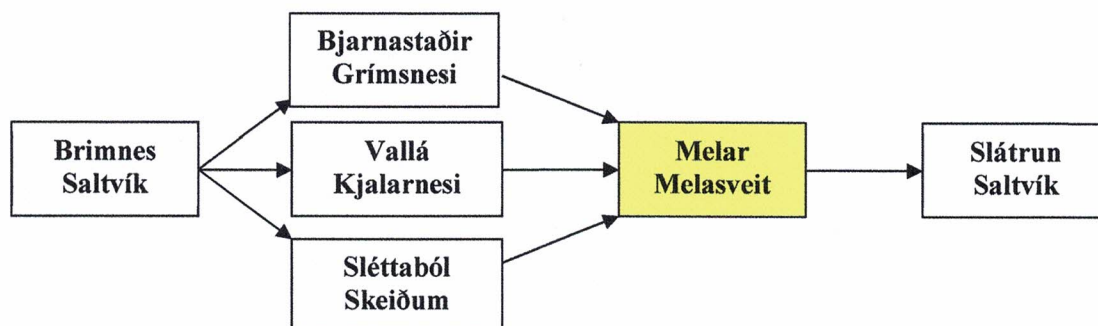 Brimnes
Saltvík
Bjarnastaðir
Grímsnesi
Vallá
Kjalarnesi
Sléttaból
Skeiðum
Melar
Melasveit
Slátrun
Saltvík